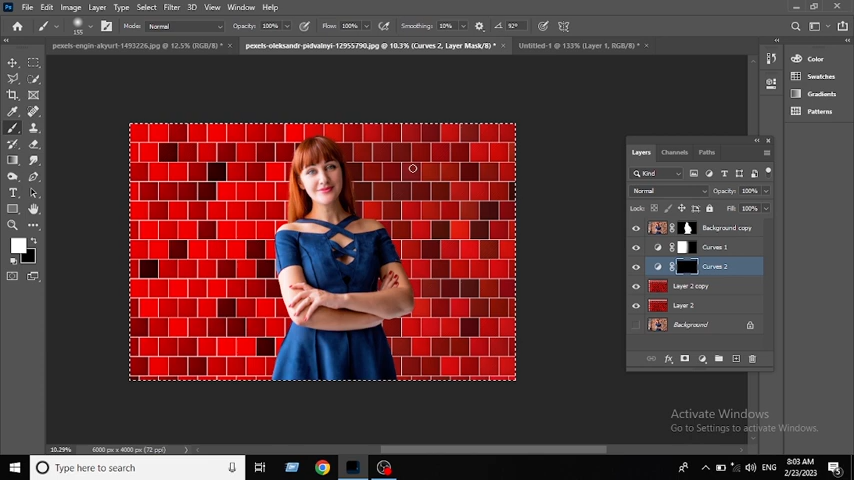 Ps File Edit Image Layer Type Select Filter 3D View Window Help
155 Mode: Normal Opacity: 100% Flow: 100% Smoothing: 10% 92°
pexels-engin-akyurt-1493226.jpg @ 12.5% (RGB/8) * × pexels-oleksandr-pidvalnyi-12955790.jpg @ 10.3% (Curves 2, Layer Mask/8) * × Untitled-1 @ 133% (Layer 1, RGB/8) * ×
Color
Swatches
Gradients
Patterns
Layers Channels Paths
Kind
Normal Opacity: 100%
Lock: Fill: 100%
Background copy
Curves 1
Curves 2
Layer 2 copy
Layer 2
Background
fx
Activate Windows
Go to Settings to activate Windows.
10.29% 6000 px x 4000 px (72 ppi)
Type here to search
ENG
8:03 AM
2/23/2023
5